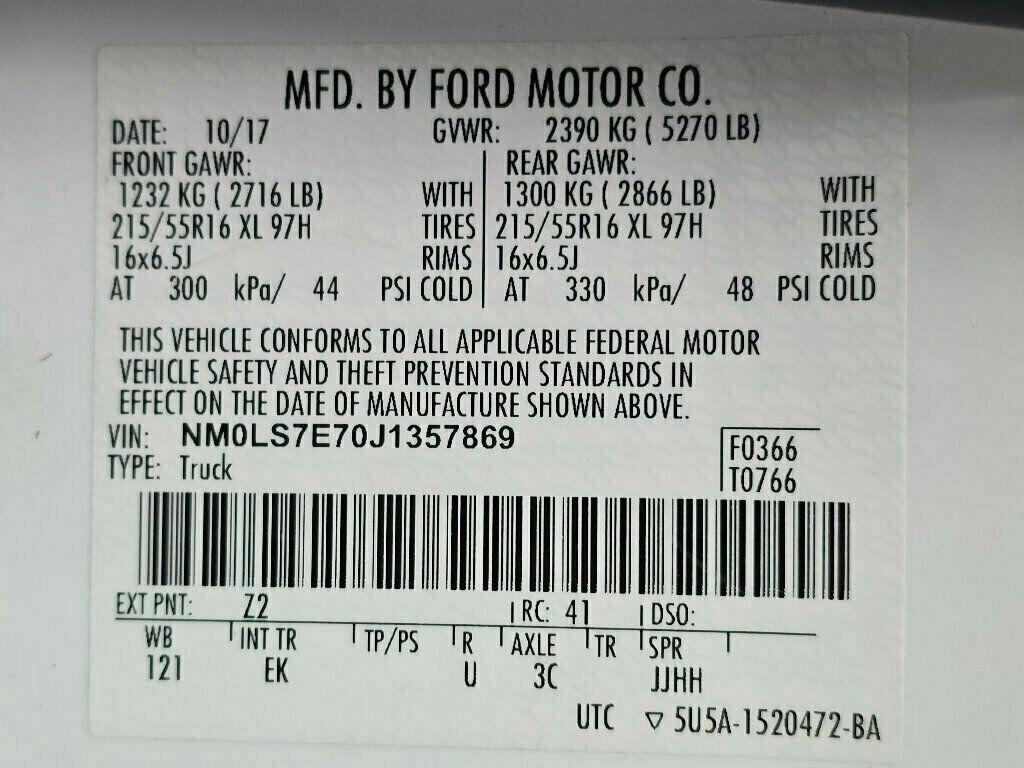 MFD. BY FORD MOTOR CO.
DATE: 10/17 GVWR: 2390 KG ( 5270 LB)
FRONT GAWR: REAR GAWR:
1232 KG ( 2716 LB) WITH 1300 KG ( 2866 LB) WITH
215/55R16 XL 97H TIRES 215/55R16 XL 97H TIRES
16x6.5J RIMS 16x6.5J RIMS
AT 300 kPa/ 44 PSI COLD AT 330 kPa/ 48 PSI COLD
THIS VEHICLE CONFORMS TO ALL APPLICABLE FEDERAL MOTOR
VEHICLE SAFETY AND THEFT PREVENTION STANDARDS IN
EFFECT ON THE DATE OF MANUFACTURE SHOWN ABOVE.
VIN: NM0LS7E70J1357869
F0366
TYPE: Truck
T0766
EXT PNT: Z2 RC: 41 DSO:
WB INT TR TP/PS R AXLE TR SPR
121 EK U 3C JJHH
UTC ▽ 5U5A-1520472-BA